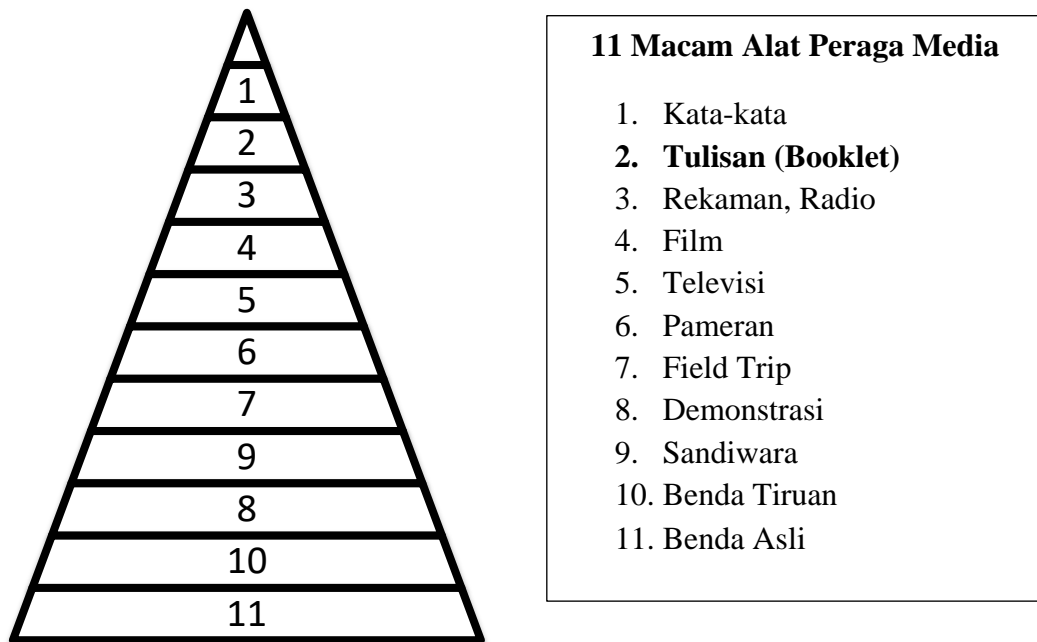 1
2
3
4
5
6
7
9
8
10
11
11 Macam Alat Peraga Media
1. Kata-kata
2. Tulisan (Booklet)
3. Rekaman, Radio
4. Film
5. Televisi
6. Pameran
7. Field Trip
8. Demonstrasi
9. Sandiwara
10. Benda Tiruan
11. Benda Asli